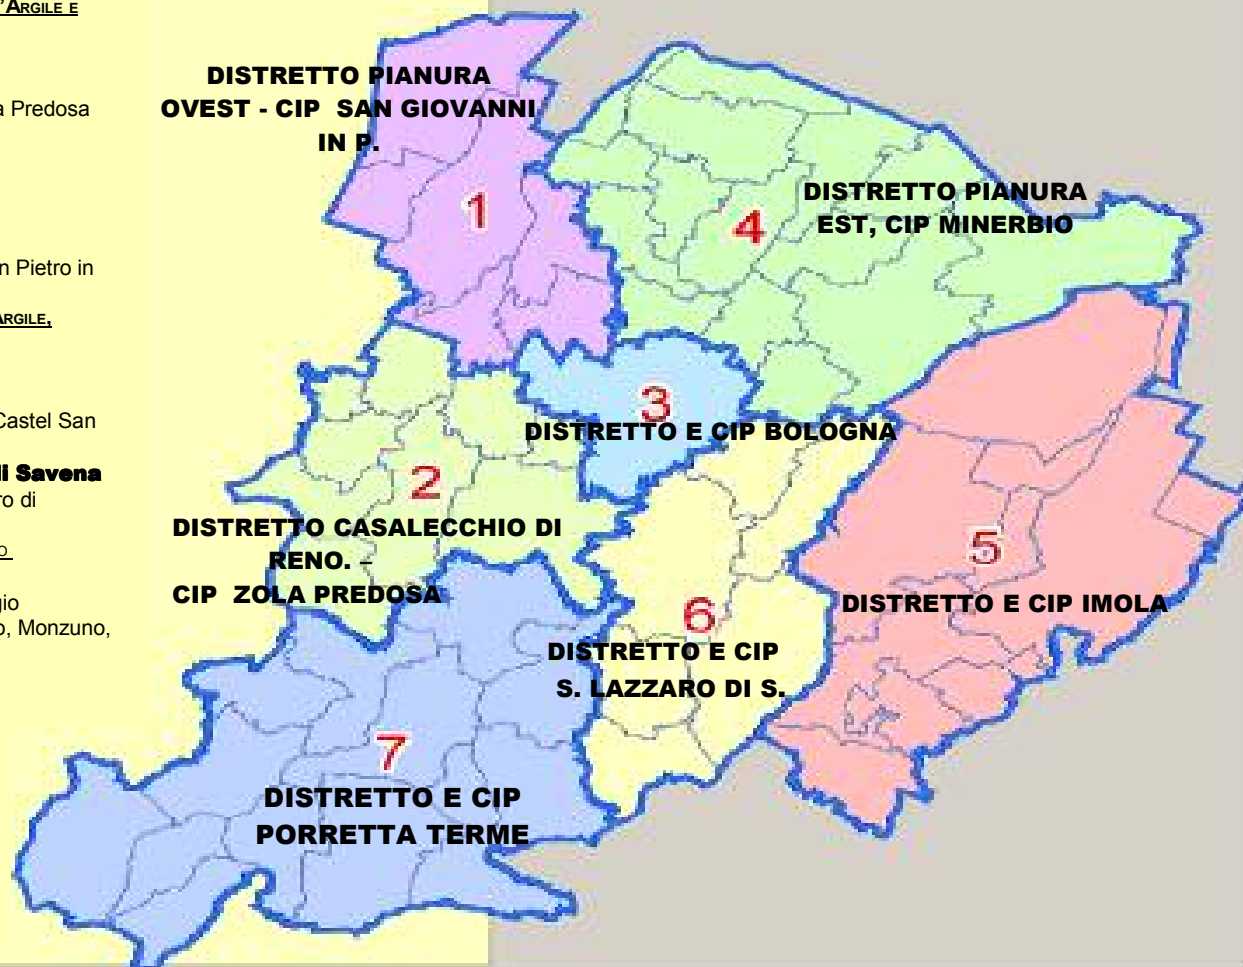 'ARGILE E
a Predosa
n Pietro in
ARGILE,
Castel San
di Savena
ro di
O
gio
o, Monzuno,
DISTRETTO PIANURA
OVEST - CIP SAN GIOVANNI
IN P.
1
4
DISTRETTO PIANURA
EST, CIP MINERBIO
3
DISTRETTO E CIP BOLOGNA
2
DISTRETTO CASALECCHIO DI
RENO. –
CIP ZOLA PREDOSA
5
DISTRETTO E CIP IMOLA
6
DISTRETTO E CIP
S. LAZZARO DI S.
7
DISTRETTO E CIP
PORRETTA TERME